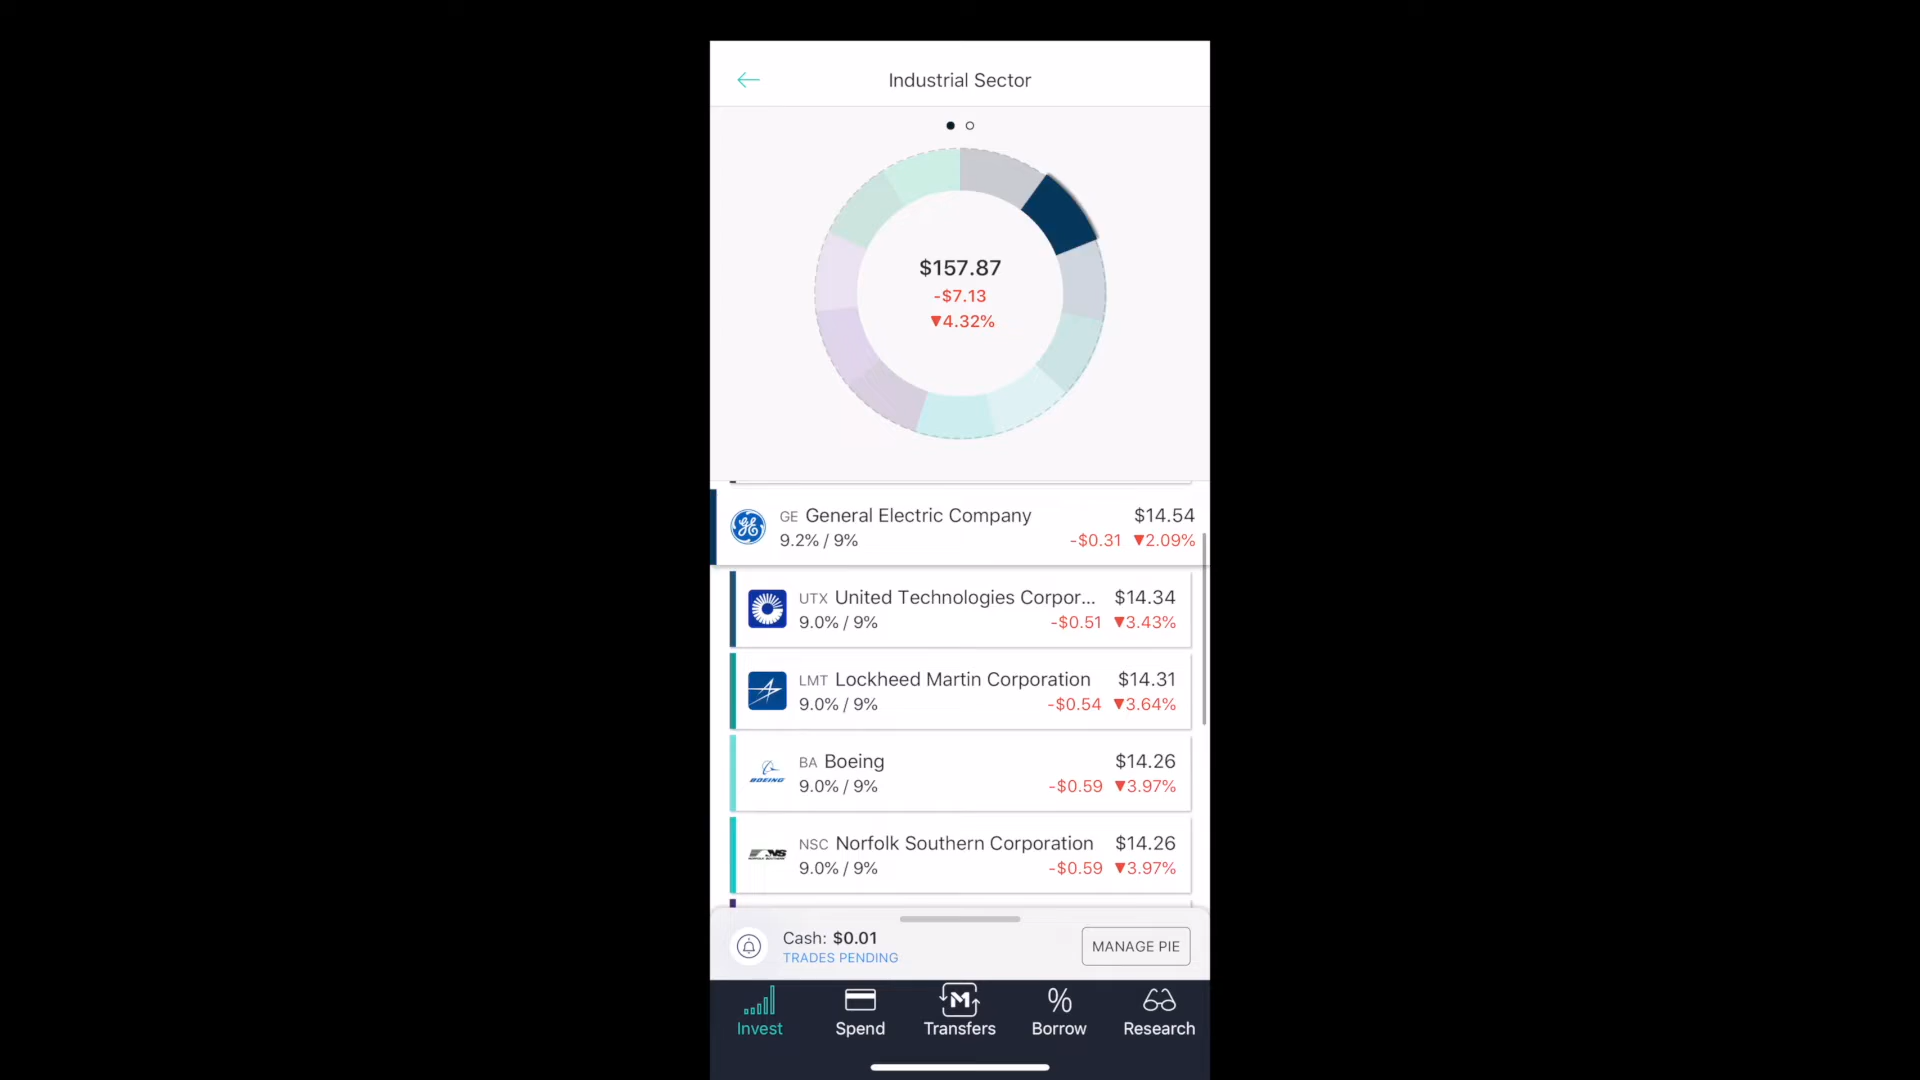 Industrial Sector
$157.87
-$7.13
▼4.32%
GE General Electric Company $14.54
9.2% / 9% -$0.31 ▼2.09%
UTX United Technologies Corpor... $14.34
9.0% / 9% -$0.51 ▼3.43%
LMT Lockheed Martin Corporation $14.31
9.0% / 9% -$0.54 ▼3.64%
BOEING
BA Boeing $14.26
9.0% / 9% -$0.59 ▼3.97%
NS
NSC Norfolk Southern Corporation $14.26
9.0% / 9% -$0.59 ▼3.97%
Cash: $0.01
TRADES PENDING
MANAGE PIE
Invest Spend Transfers Borrow Research